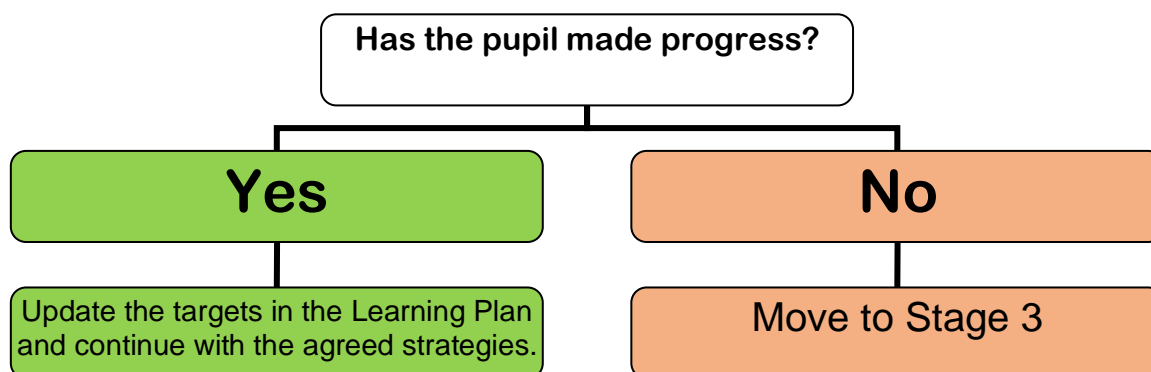 Has the pupil made progress?
Yes
No
Update the targets in the Learning Plan
and continue with the agreed strategies.
Move to Stage 3